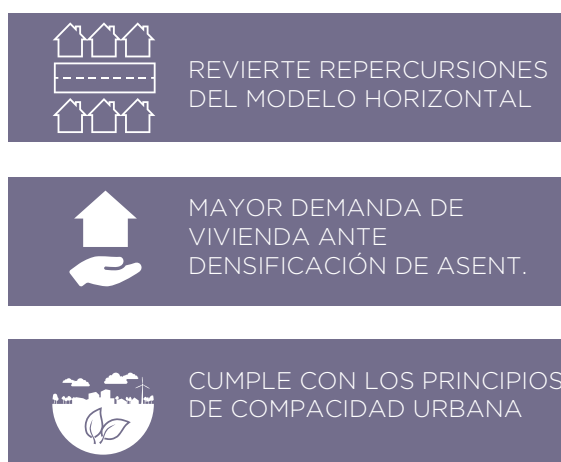 REVIERTE REPERCURSIONES
DEL MODELO HORIZONTAL
MAYOR DEMANDA DE
VIVIENDA ANTE
DENSIFICACIÓN DE ASENT.
CUMPLE CON LOS PRINCIPIOS
DE COMPACIDAD URBANA